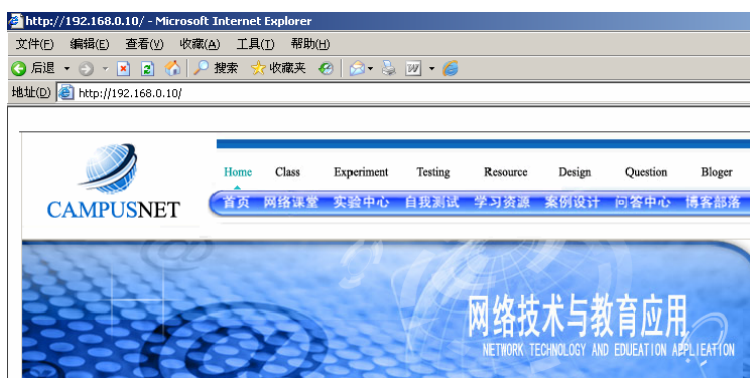 http://192.168.0.10/ - Microsoft Internet Explorer
文件(F) 编辑(E) 查看(V) 收藏(A) 工具(T) 帮助(H)
后退 搜索 收藏夹
地址(D) http://192.168.0.10/
Home Class Experiment Testing Resource Design Question Bloger
CAMPUSNET
首页 网络课堂 实验中心 自我测试 学习资源 案例设计 问答中心 博客部落
网络技术与教育应用
NETWORK TECHNOLOGY AND EDUEATION APPLIEATION